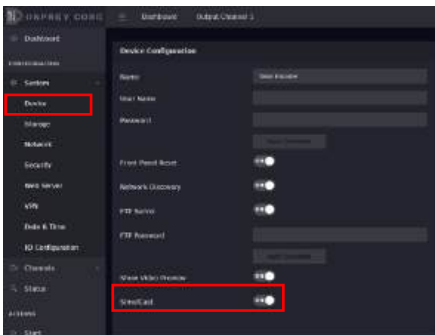 OSPREY CORE
Dashboard
Output Channel 1
Dashboard
Device Configuration
CONFIGURATION
System
Name
Device
User Name
Storage
Password
Network
Security
Front Panel Reset
Web Server
Network Discovery
VPN
FTP Server
Date & Time
FTP Password
IO Configuration
Channels
Show Video Preview
Status
SimulCast
ACCESS
Start